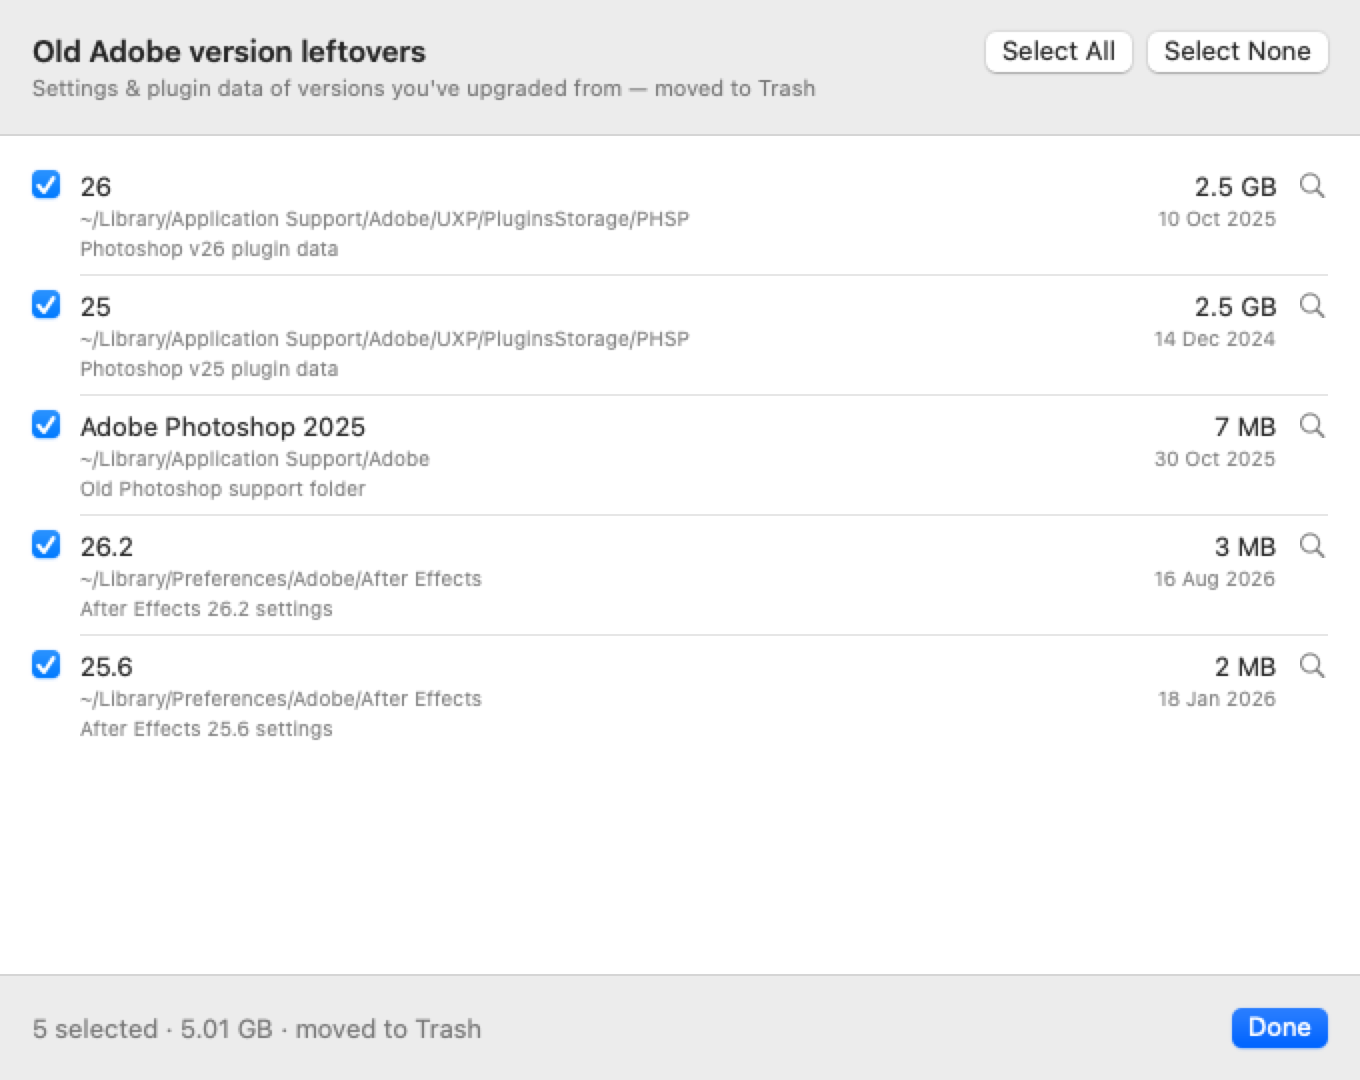 Old Adobe version leftovers
Settings & plugin data of versions you've upgraded from — moved to Trash
Select All
Select None
26
2.5 GB
~/Library/Application Support/Adobe/UXP/PluginsStorage/PHSP
10 Oct 2025
Photoshop v26 plugin data
25
2.5 GB
~/Library/Application Support/Adobe/UXP/PluginsStorage/PHSP
14 Dec 2024
Photoshop v25 plugin data
Adobe Photoshop 2025
7 MB
~/Library/Application Support/Adobe
30 Oct 2025
Old Photoshop support folder
26.2
3 MB
~/Library/Preferences/Adobe/After Effects
16 Aug 2026
After Effects 26.2 settings
25.6
2 MB
~/Library/Preferences/Adobe/After Effects
18 Jan 2026
After Effects 25.6 settings
5 selected · 5.01 GB · moved to Trash
Done